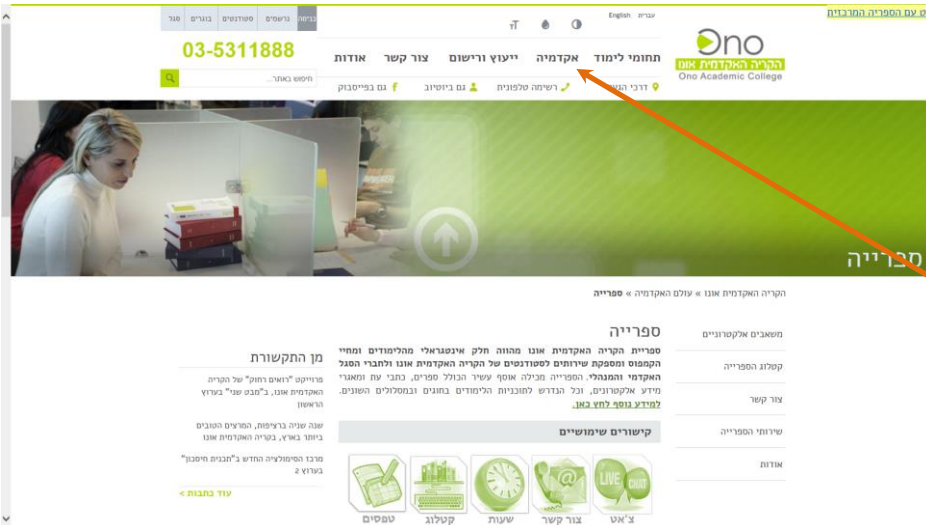 ט עם הספריה המרכזית
עברית English
כניסה נרשמים סטודנטים בוגרים סגל
Ono
הקריה האקדמית אונו
Ono Academic College
03-5311888
תחומי לימוד אקדמיה ייעוץ ורישום צור קשר אודות
חיפוש באתר...
דרכי הגעה רשימה טלפונית גם ביוטיוב גם בפייסבוק
ספרייה
הקריה האקדמית אונו » עולם האקדמיה » ספרייה
משאבים אלקטרוניים
קטלוג הספרייה
צור קשר
שירותי הספרייה
אודות
ספרייה
ספריית הקריה האקדמית אונו מהווה חלק אינטגראלי מהלימודים ומחיי
הקמפוס ומספקת שירותים לסטודנטים של הקריה האקדמית אונו ולחברי הסגל
האקדמי והמנהלי. הספרייה מכילה אוסף עשיר הכולל ספרים, כתבי עת ומאגרי
מידע אלקטרוניים, וכל הנדרש לתוכניות הלימודים בחוגים ובמסלולים השונים.
למידע נוסף לחץ כאן.
קישורים שימושיים
LIVE CHAT
צ'אט צור קשר שעות קטלוג טפסים
מן התקשורת
פרוייקט "רואים רחוק" של הקריה
האקדמית אונו, ב"מבט שני" בערוץ
הראשון
שנה שניה ברציפות, המרצים הטובים
ביותר בארץ, בקריה האקדמית אונו
מרכז הסימולציה החדש ב"תכנית חיסכון"
בערוץ 2
עוד כתבות >